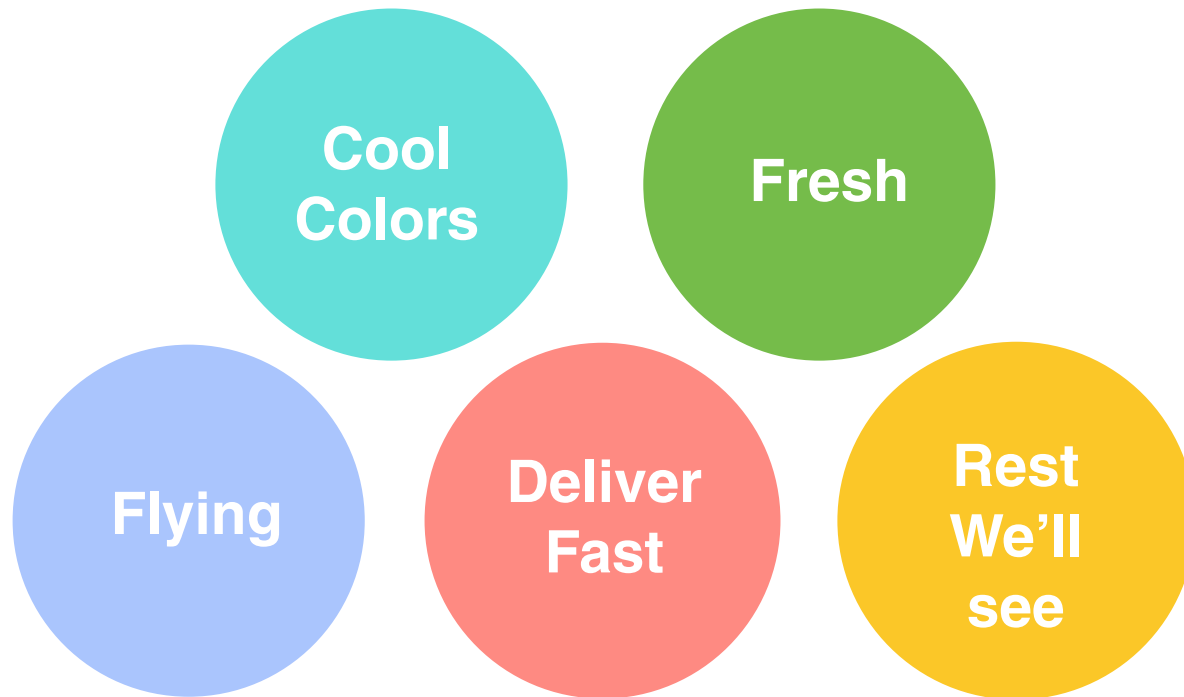 Cool
Colors
Fresh
Flying
Deliver
Fast
Rest
We’ll
see